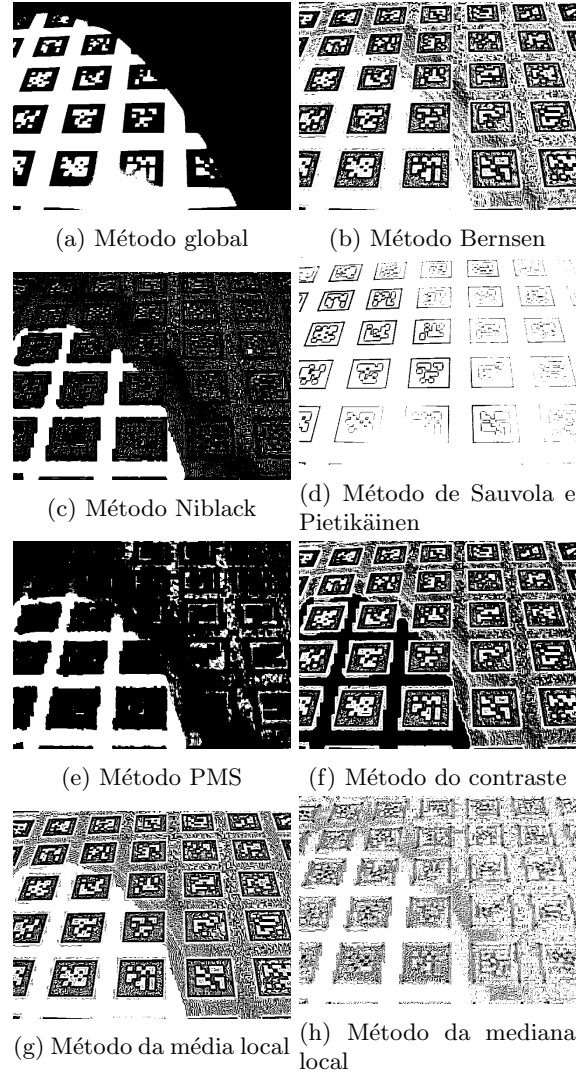 (a) Método global
(b) Método Bernsen
(c) Método Niblack
(d) Método de Sauvola e
Pietikäinen
(e) Método PMS
(f) Método do contraste
(g) Método da média local
(h) Método da mediana
local